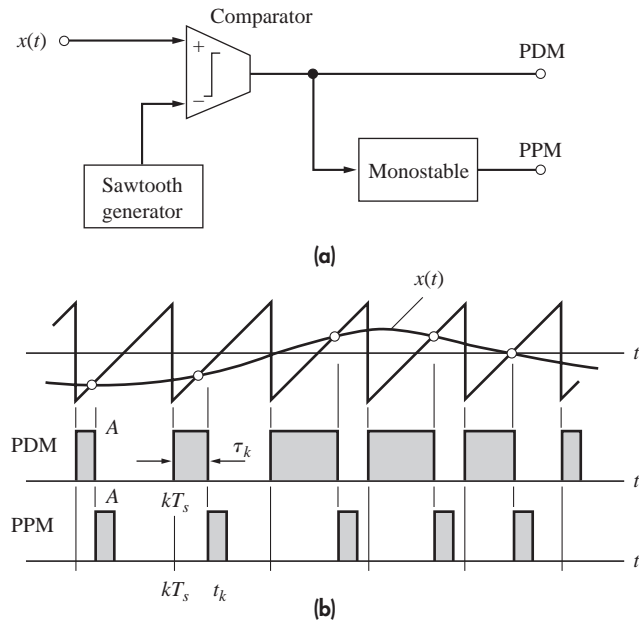 Comparator
x(t)
+
−
PDM
PPM
Sawtooth
generator
Monostable
(a)
x(t)
t
PDM
A
τk
kTs
t
PPM
A
t
kTs
tk
(b)